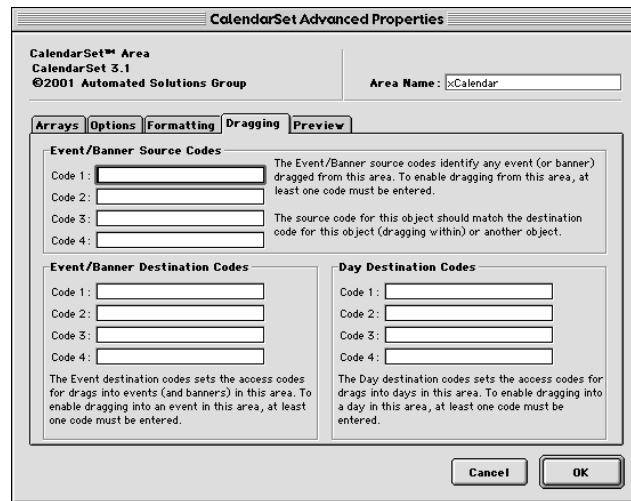 CalendarSet Advanced Properties
CalendarSet™ Area
CalendarSet 3.1
©2001 Automated Solutions Group
Area Name: xCalendar
Arrays Options Formatting Dragging Preview
Event/Banner Source Codes
Code 1:
Code 2:
Code 3:
Code 4:
The Event/Banner source codes identify any event (or banner)
dragged from this area. To enable dragging from this area, at
least one code must be entered.
The source code for this object should match the destination
code for this object (dragging within) or another object.
Event/Banner Destination Codes
Code 1:
Code 2:
Code 3:
Code 4:
The Event destination codes sets the access codes
for drags into events (and banners) in this area. To
enable dragging into an event in this area, at least
one code must be entered.
Day Destination Codes
Code 1:
Code 2:
Code 3:
Code 4:
The Day destination codes sets the access codes for
drags into days in this area. To enable dragging into
a day in this area, at least one code must be
entered.
Cancel
OK